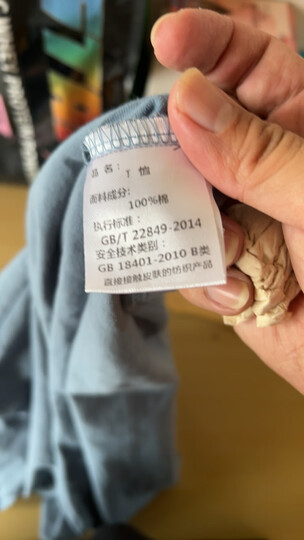 品名：T 恤
面料成分：
100%棉
执行标准：
GB/T 22849-2014
安全技术类别：
GB 18401-2010 B类
直接接触皮肤的纺织产品